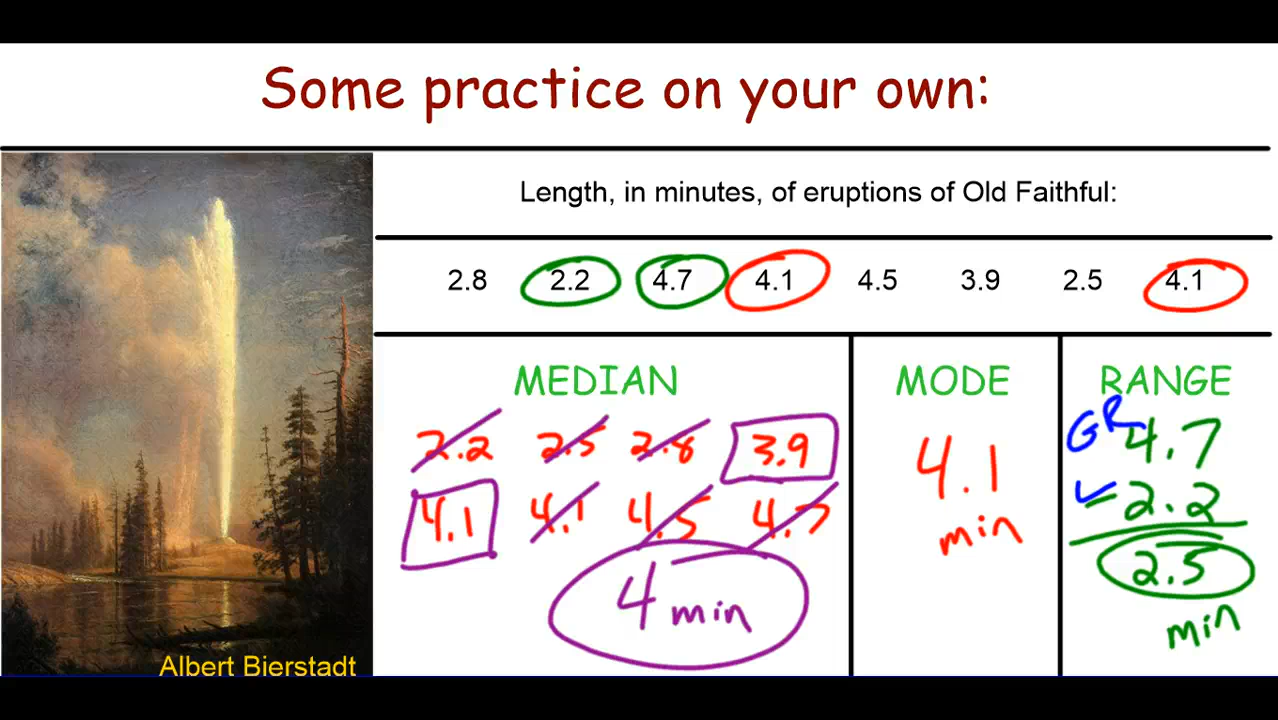 Some practice on your own:
Length, in minutes, of eruptions of Old Faithful:
2.8 2.2 4.7 4.1 4.5 3.9 2.5 4.1
MEDIAN
2.2 2.5 2.8 3.9
4.1 4.1 4.5 4.7
4 min
MODE
4.1
min
RANGE
GR 4.7
- 2.2
2.5
min
Albert Bierstadt